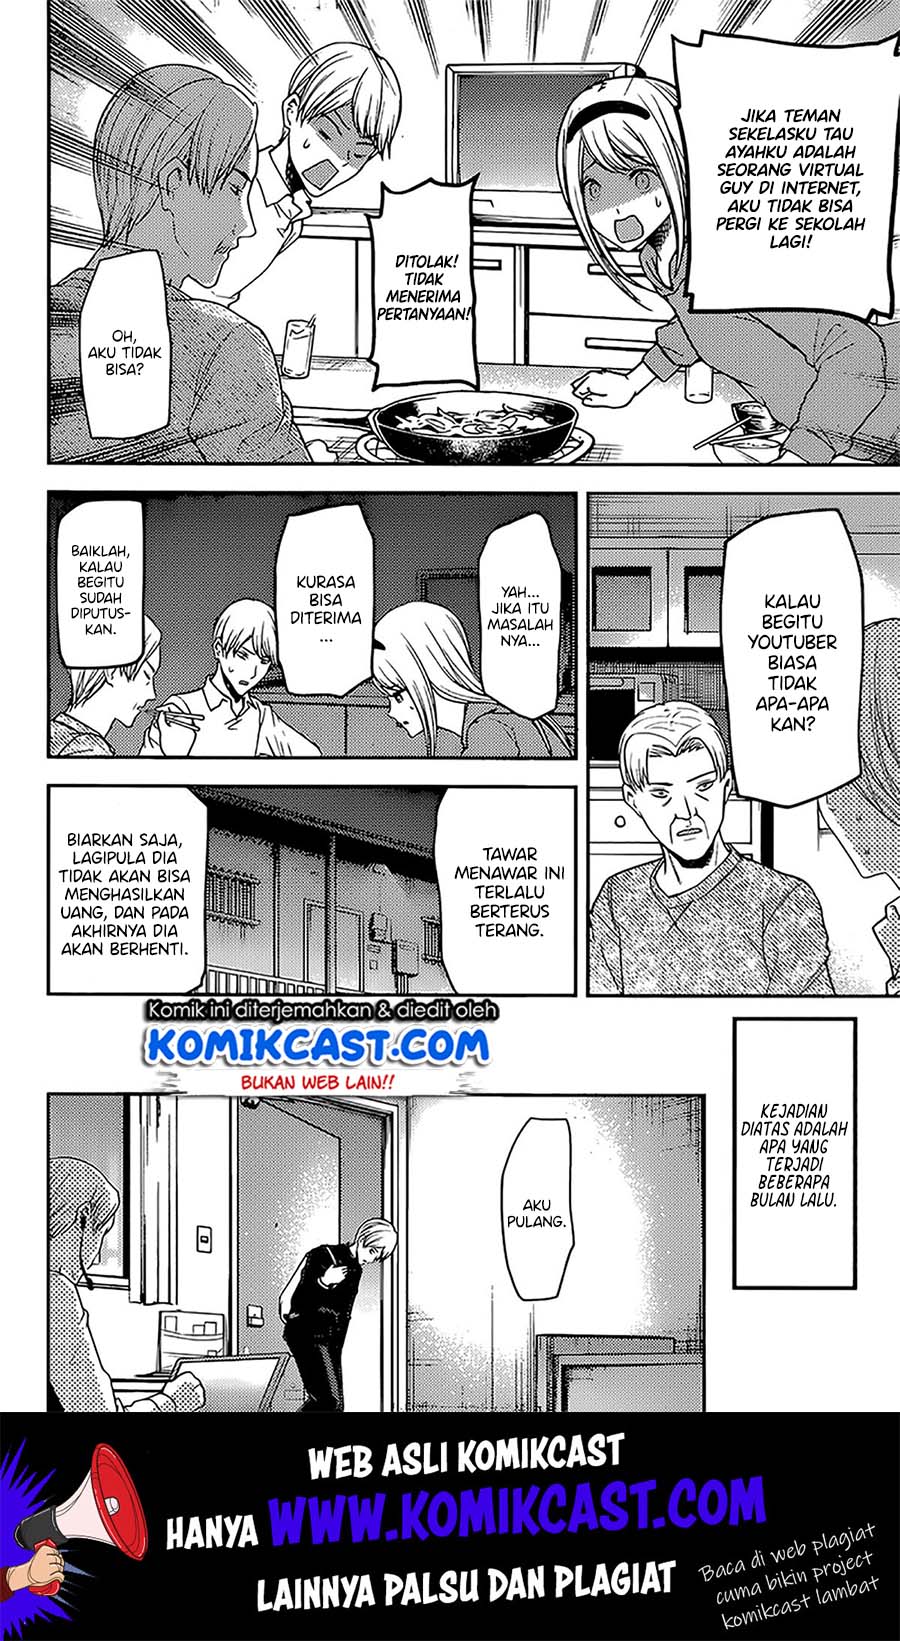 JIKA TEMAN
SEKELASKU TAU
AYAHKU ADALAH
SEORANG VIRTUAL
GUY DI INTERNET,
AKU TIDAK BISA
PERGI KE SEKOLAH
LAGI!
DITOLAK!
TIDAK
MENERIMA
PERTANYAAN!
OH,
AKU TIDAK
BISA?
KALAU
BEGITU
YOUTUBER
BIASA
TIDAK
APA-APA
KAN?
YAH...
JIKA ITU
MASALAH
NYA...
KURASA
BISA
DITERIMA
...
BAIKLAH,
KALAU
BEGITU
SUDAH
DIPUTUS-
KAN.
TAWAR
MENAWAR INI
TERLALU
BERTERUS
TERANG.
BIARKAN SAJA,
LAGIPULA DIA
TIDAK AKAN BISA
MENGHASILKAN
UANG, DAN PADA
AKHIRNYA DIA
AKAN BERHENTI.
Komik ini diterjemahkan & diedit oleh
KOMIKCAST.COM
BUKAN WEB LAIN!!
KEJADIAN
DIATAS ADALAH
APA YANG
TERJADI
BEBERAPA
BULAN LALU.
AKU
PULANG.
WEB ASLI KOMIKCAST
HANYA WWW.KOMIKCAST.COM
LAINNYA PALSU DAN PLAGIAT
Baca di web plagiat
cuma bikin project
komikcast lambat